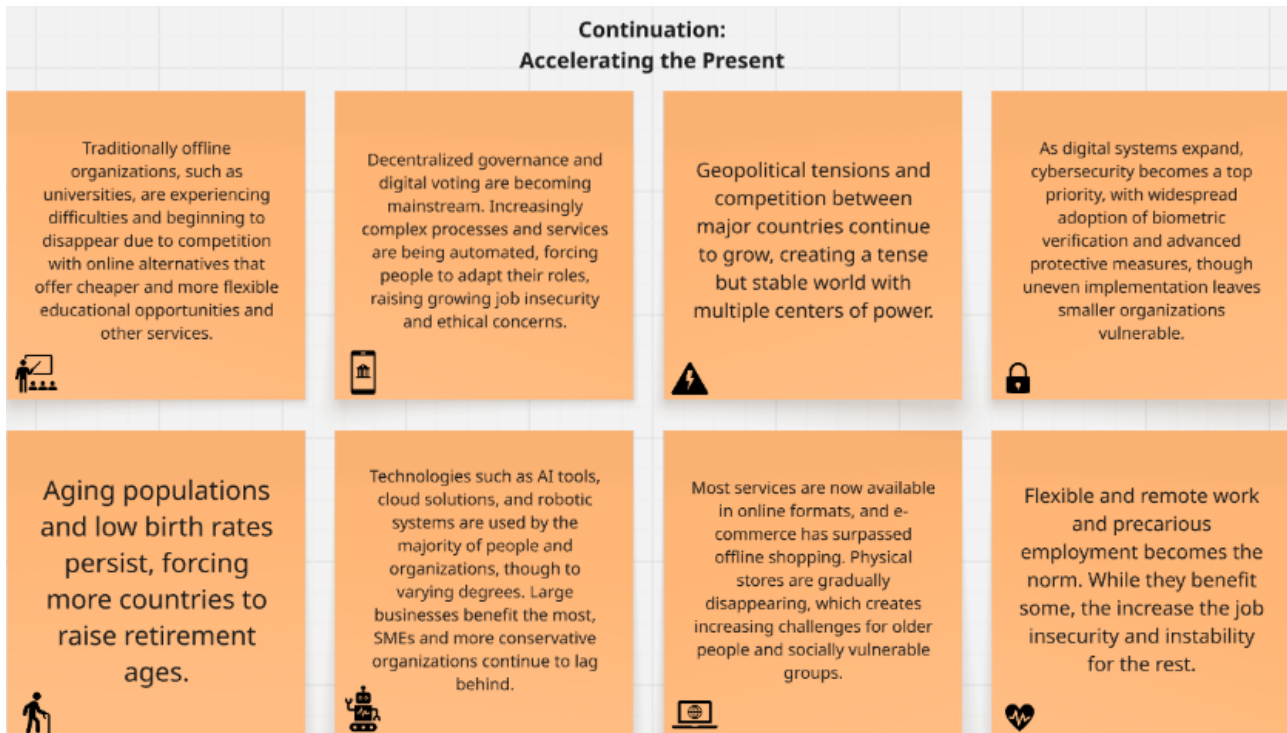 Continuation:
Accelerating the Present
Traditionally offline
organizations, such as
universities, are experiencing
difficulties and beginning to
disappear due to competition
with online alternatives that
offer cheaper and more flexible
educational opportunities and
other services.
Decentralized governance and
digital voting are becoming
mainstream. Increasingly
complex processes and services
are being automated, forcing
people to adapt their roles,
raising growing job insecurity
and ethical concerns.
Geopolitical tensions and
competition between
major countries continue
to grow, creating a tense
but stable world with
multiple centers of power.
As digital systems expand,
cybersecurity becomes a top
priority, with widespread
adoption of biometric
verification and advanced
protective measures, though
uneven implementation leaves
smaller organizations
vulnerable.
Aging populations
and low birth rates
persist, forcing
more countries to
raise retirement
ages.
Technologies such as AI tools,
cloud solutions, and robotic
systems are used by the
majority of people and
organizations, though to
varying degrees. Large
businesses benefit the most,
SMEs and more conservative
organizations continue to lag
behind.
Most services are now available
in online formats, and e-
commerce has surpassed
offline shopping. Physical
stores are gradually
disappearing, which creates
increasing challenges for older
people and socially vulnerable
groups.
Flexible and remote work
and precarious
employment becomes the
norm. While they benefit
some, the increase the job
insecurity and instability
for the rest.